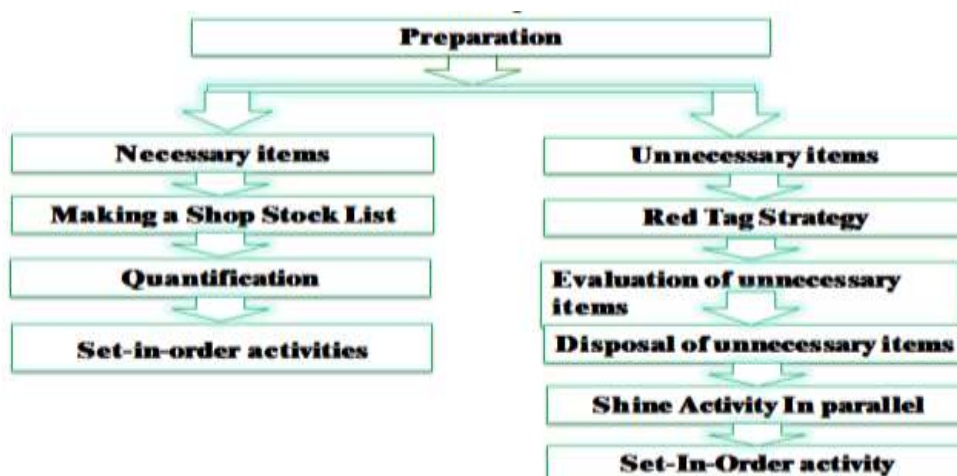 Preparation
Necessary items
Making a Shop Stock List
Quantification
Set-in-order activities
Unnecessary items
Red Tag Strategy
Evaluation of unnecessary
items
Disposal of unnecessary items
Shine Activity In parallel
Set-In-Order activity